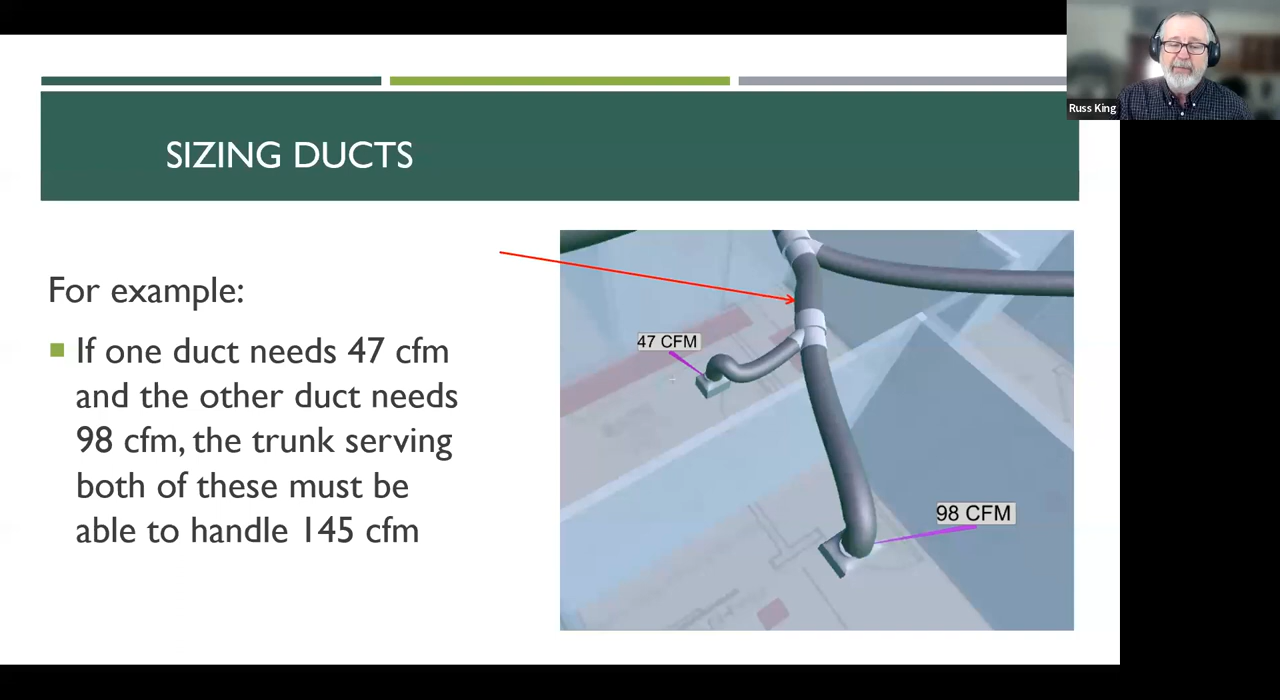 Russ King
SIZING DUCTS
For example:
If one duct needs 47 cfm
and the other duct needs
98 cfm, the trunk serving
both of these must be
able to handle 145 cfm
47 CFM
98 CFM